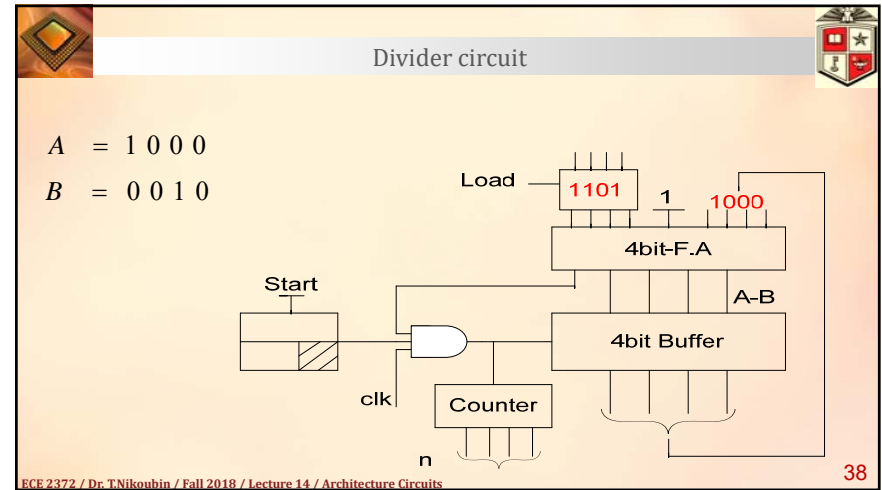 Divider circuit
A = 1 0 0 0
B = 0 0 1 0
Load
1101
1
1000
4bit-F.A
Start
A-B
4bit Buffer
clk
Counter
n
ECE 2372 / Dr. T.Nikoubin / Fall 2018 / Lecture 14 / Architecture Circuits
38